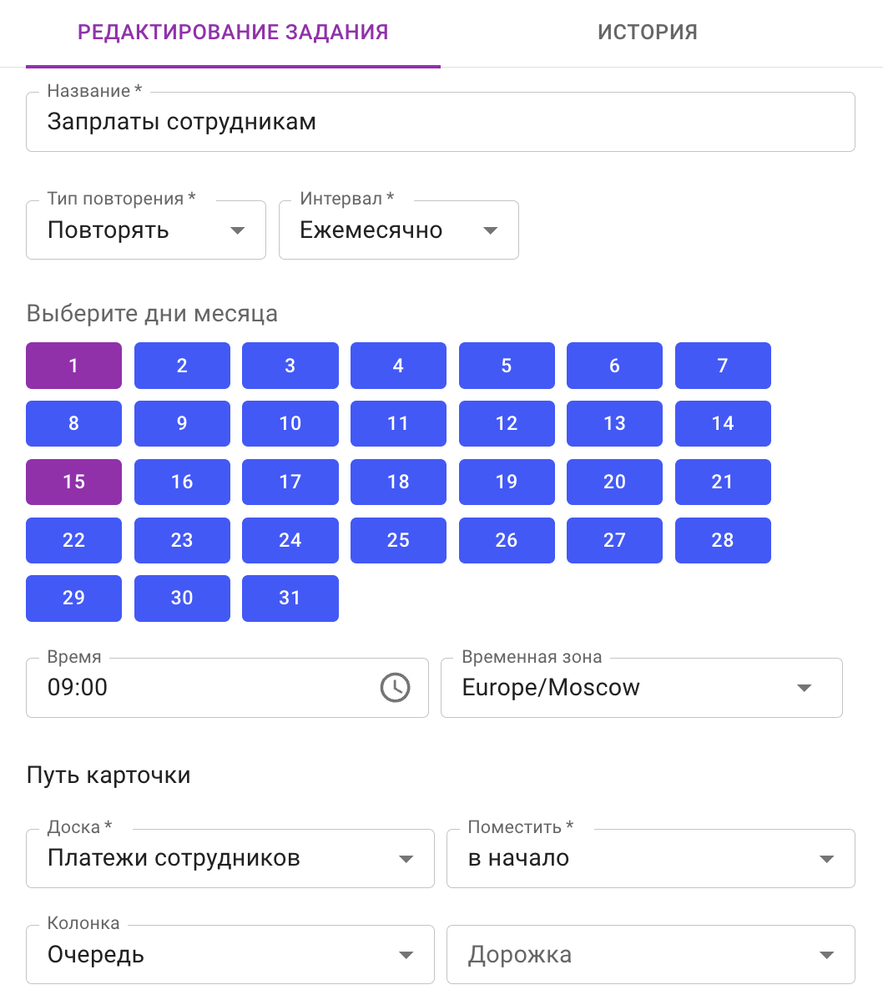 РЕДАКТИРОВАНИЕ ЗАДАНИЯ ИСТОРИЯ
Название *
Запрлаты сотрудникам
Тип повторения * Интервал *
Повторять Ежемесячно
Выберите дни месяца
1 2 3 4 5 6 7
8 9 10 11 12 13 14
15 16 17 18 19 20 21
22 23 24 25 26 27 28
29 30 31
Время Временная зона
09:00 Europe/Moscow
Путь карточки
Доска * Поместить *
Платежи сотрудников в начало
Колонка
Очередь Дорожка